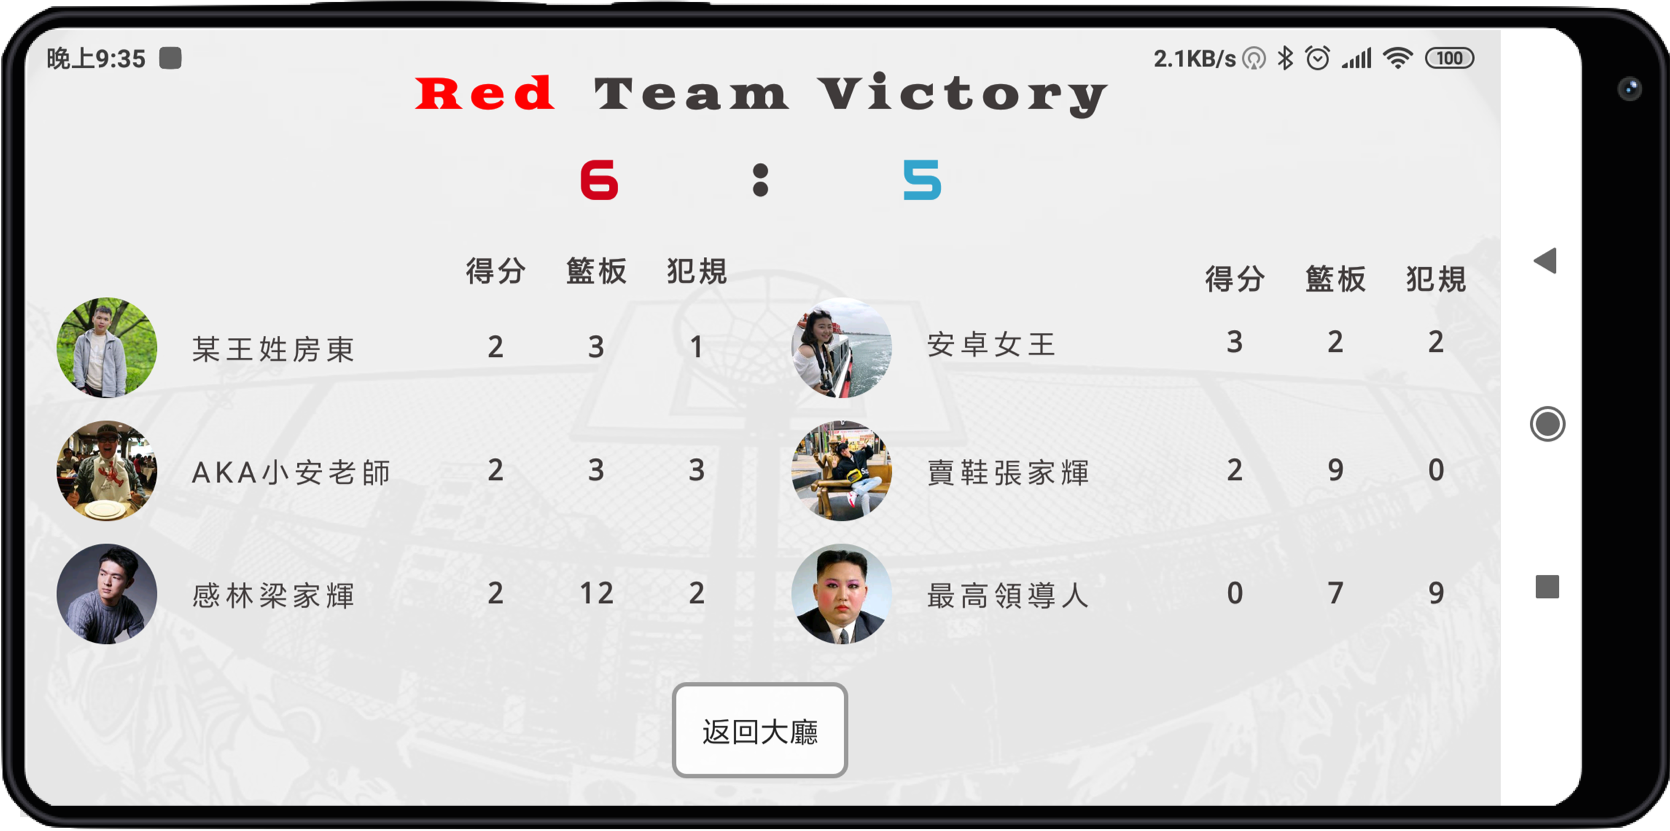 晚上9:35 2.1KB/s 100
Red Team Victory
6 : 5
得分 籃板 犯規 得分 籃板 犯規
某王姓房東 2 3 1 安卓女王 3 2 2
AKA小安老師 2 3 3 賣鞋張家輝 2 9 0
感林梁家輝 2 12 2 最高領導人 0 7 9
返回大廳